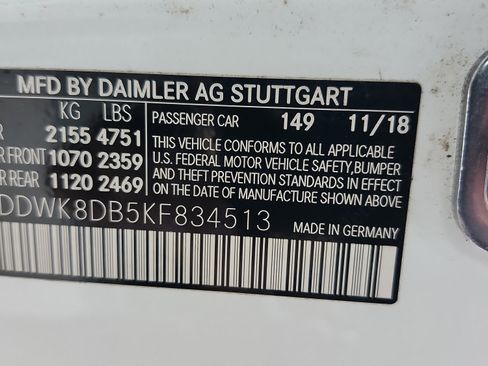 MFD BY DAIMLER AG STUTTGART
KG LBS
2155 4751
FRONT 1070 2359
REAR 1120 2469
PASSENGER CAR 149 11/18
THIS VEHICLE CONFORMS TO ALL APPLICABLE
U.S. FEDERAL MOTOR VEHICLE SAFETY,BUMPER
THEFT PREVENTION STANDARDS IN EFFECT ON THE
DATE OF MANUFACTURE SHOWN ABOVE.
DDWK8DB5KF834513
MADE IN GERMANY